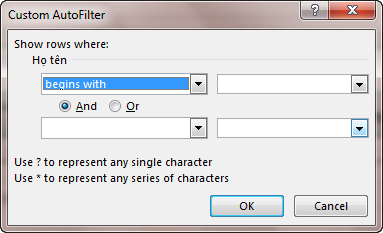 Custom AutoFilter
Show rows where:
Họ tên
begins with
And Or
Use ? to represent any single character
Use * to represent any series of characters
OK Cancel